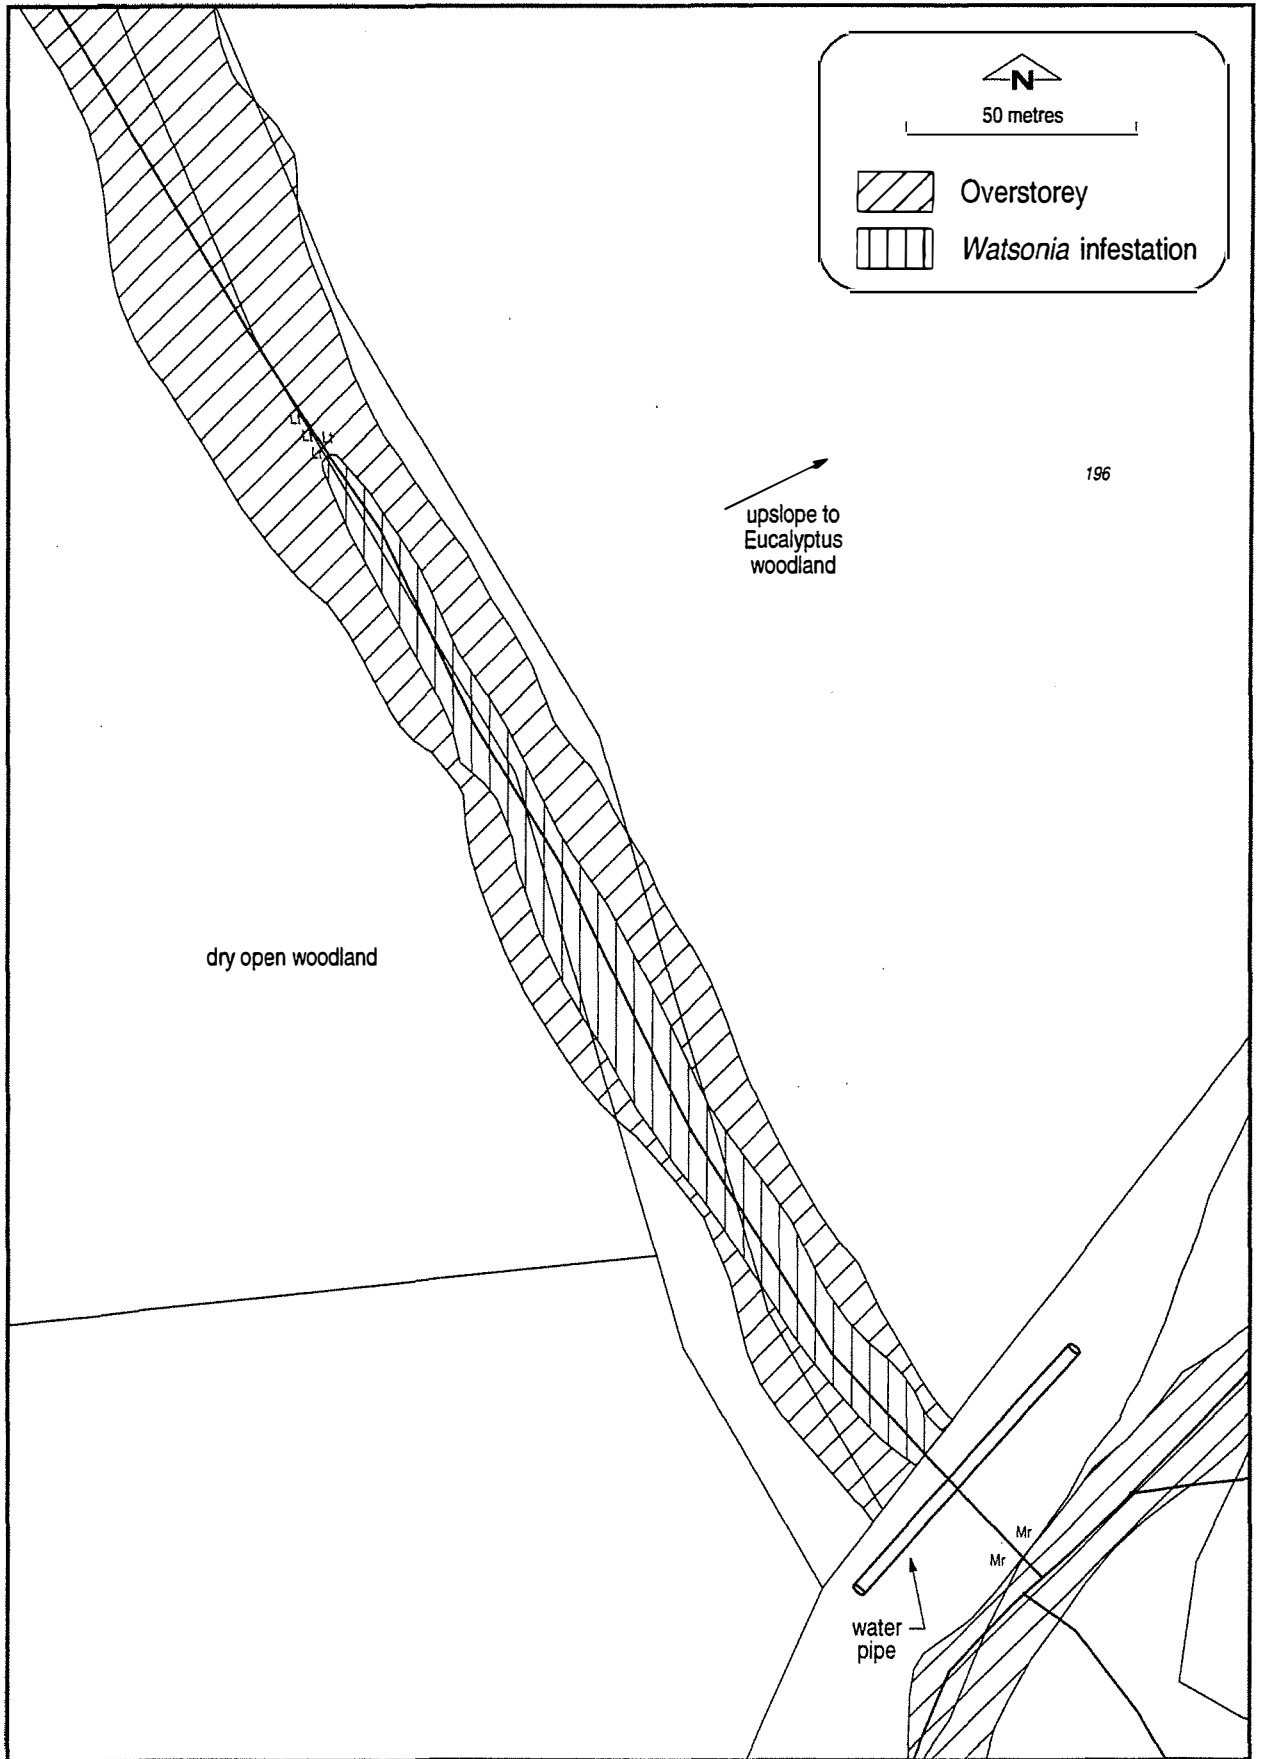 N
50 metres
Overstorey
Watsonia infestation
196
upslope to
Eucalyptus
woodland
dry open woodland
Mr
Mr
water
pipe